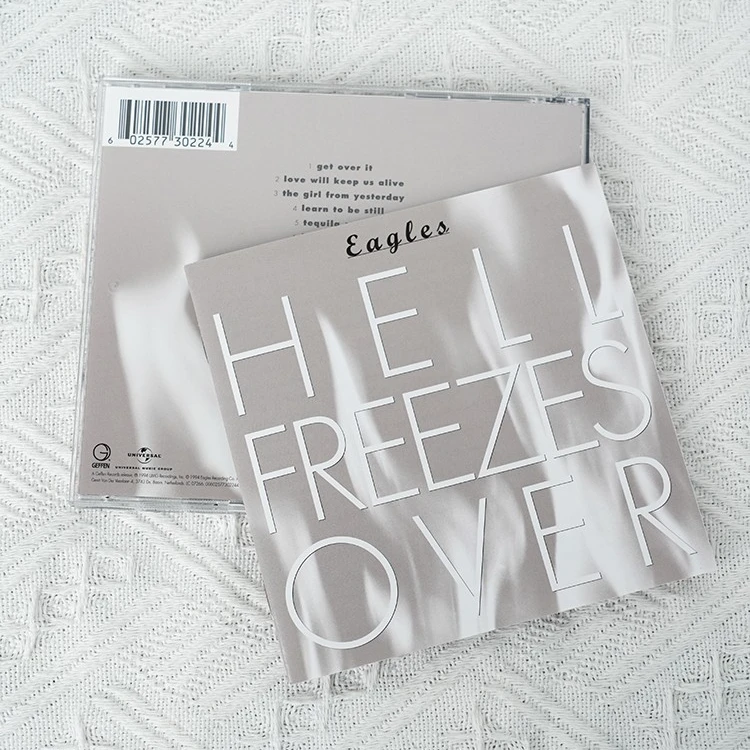 6 02577 30224 4
1 get over it
2 love will keep us alive
3 the girl from yesterday
4 learn to be still
5 tequila
Eagles
HELL
FREEZES
OVER
GEFFEN
UNIVERSAL
UNIVERSAL MUSIC GROUP